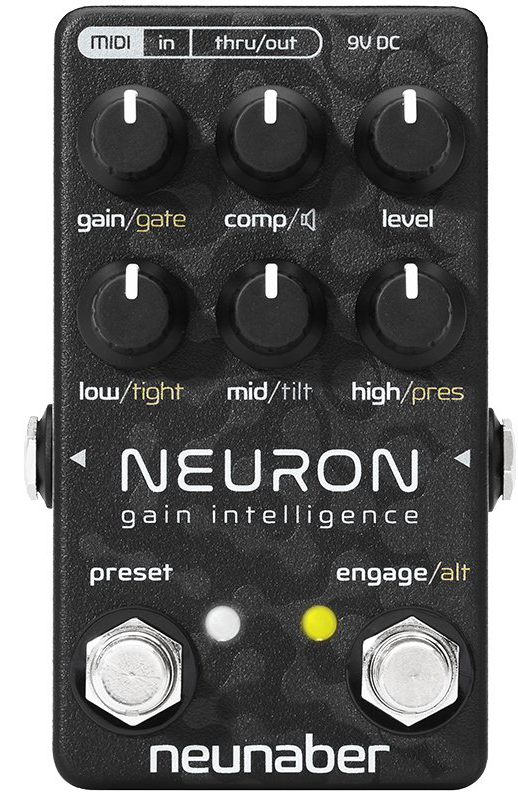 MIDI in thru/out 9V DC
gain/gate comp/ level
low/tight mid/tilt high/pres
NEURON
gain intelligence
preset engage/alt
neunaber